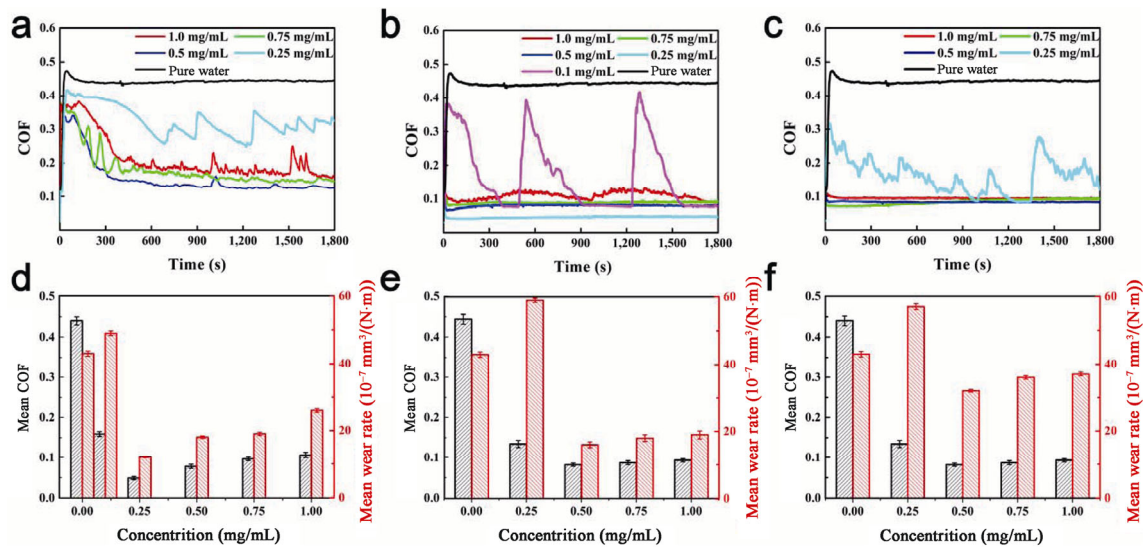 a
0.6
0.5
0.4
0.3
0.2
0.1
COF
1.0 mg/mL
0.75 mg/mL
0.5 mg/mL
0.25 mg/mL
Pure water
0
300
600
900
1,200
1,500
1,800
Time (s)
b
0.6
0.5
0.4
0.3
0.2
0.1
COF
1.0 mg/mL
0.75 mg/mL
0.5 mg/mL
0.25 mg/mL
0.1 mg/mL
Pure water
0
300
600
900
1,200
1,500
1,800
Time (s)
c
0.6
0.5
0.4
0.3
0.2
0.1
COF
1.0 mg/mL
0.75 mg/mL
0.5 mg/mL
0.25 mg/mL
Pure water
0
300
600
900
1,200
1,500
1,800
Time (s)
d
0.5
0.4
0.3
0.2
0.1
0.0
Mean COF
60
40
20
0
Mean wear rate (10⁻⁷ mm³/(N·m))
0.00
0.25
0.50
0.75
1.00
Concentrition (mg/mL)
e
0.5
0.4
0.3
0.2
0.1
0.0
Mean COF
60
40
20
0
Mean wear rate (10⁻⁷ mm³/(N·m))
0.00
0.25
0.50
0.75
1.00
Concentrition (mg/mL)
f
0.5
0.4
0.3
0.2
0.1
0.0
Mean COF
60
40
20
0
Mean wear rate (10⁻⁷ mm³/(N·m))
0.00
0.25
0.50
0.75
1.00
Concentrition (mg/mL)